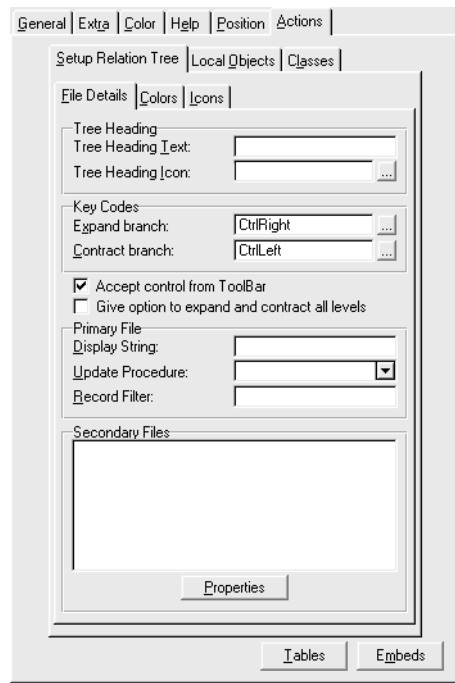 General Extra Color Help Position Actions
Setup Relation Tree Local Objects Classes
File Details Colors Icons
Tree Heading
Tree Heading Text:
Tree Heading Icon: ...
Key Codes
Expand branch: CtrlRight ...
Contract branch: CtrlLeft ...
Accept control from ToolBar
Give option to expand and contract all levels
Primary File
Display String:
Update Procedure:
Record Filter:
Secondary Files
Properties
Tables Embeds